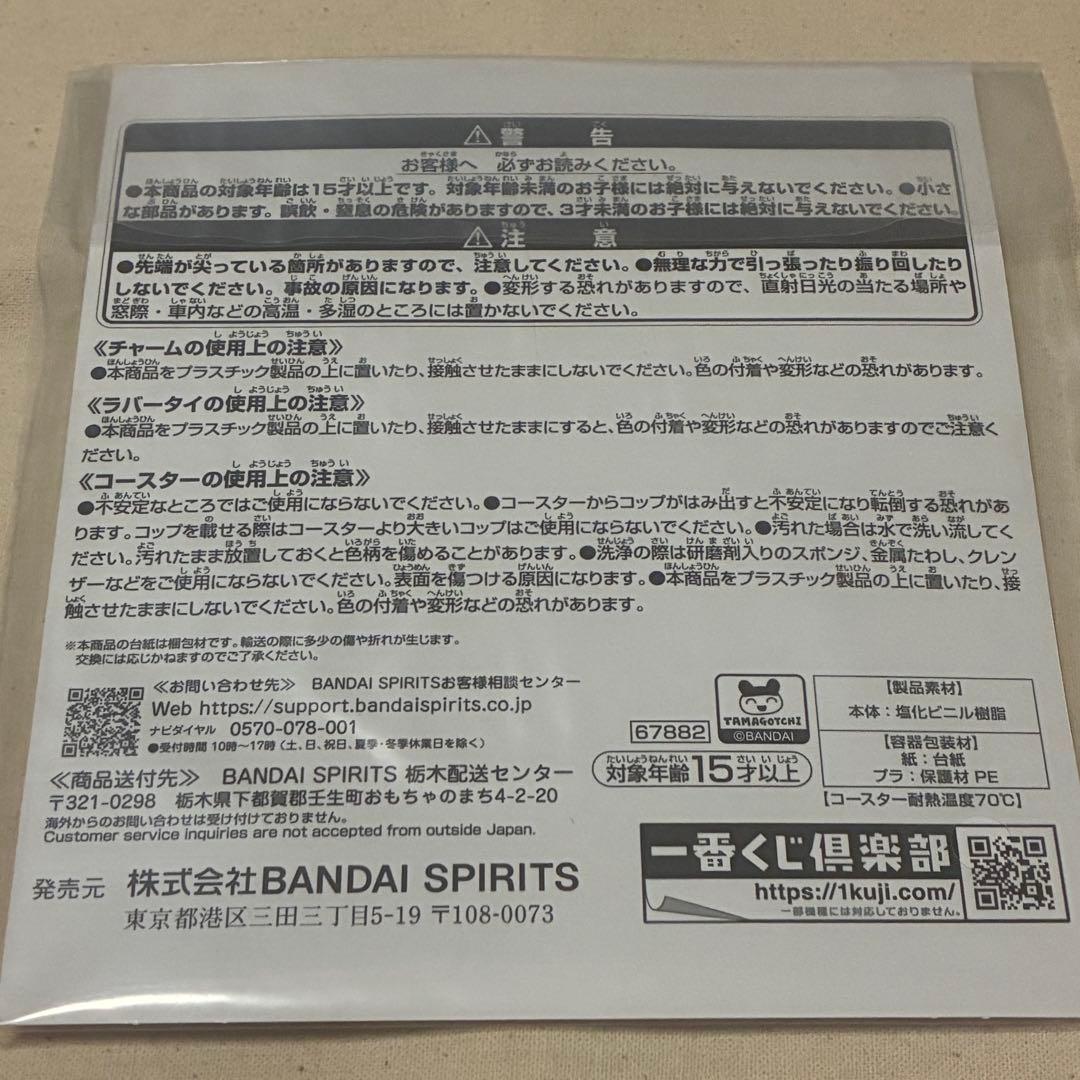 ⚠警告
お客様へ 必ずお読みください。
●本商品の対象年齢は15才以上です。対象年齢未満のお子様には絶対に与えないでください。●小さ
な部品があります。誤飲・窒息の危険がありますので、3才未満のお子様には絶対に与えないでください。
⚠注意
●先端が尖っている箇所がありますので、注意してください。●無理な力で引っ張ったり振り回したり
しないでください。事故の原因になります。●変形する恐れがありますので、直射日光の当たる場所や
窓際・車内などの高温・多湿のところには置かないでください。
≪チャームの使用上の注意≫
●本商品をプラスチック製品の上に置いたり、接触させたままにしないでください。色の付着や変形などの恐れがあります。
≪ラバータイの使用上の注意≫
●本商品をプラスチック製品の上に置いたり、接触させたままにすると、色の付着や変形などの恐れがありますのでご注意く
ださい。
≪コースターの使用上の注意≫
●不安定なところではご使用にならないでください。●コースターからコップがはみ出すと不安定になり転倒する恐れがあ
ります。コップを載せる際はコースターより大きいコップはご使用にならないでください。●汚れた場合は水で洗い流してく
ださい。汚れたまま放置しておくと色柄を傷めることがあります。●洗浄の際は研磨剤入りのスポンジ、金属たわし、クレン
ザーなどをご使用にならないでください。表面を傷つける原因になります。●本商品をプラスチック製品の上に置いたり、接
触させたままにしないでください。色の付着や変形などの恐れがあります。
※本商品の台紙は梱包材です。輸送の際に多少の傷や折れが生じます。
交換には応じかねますのでご了承ください。
≪お問い合わせ先≫ BANDAI SPIRITSお客様相談センター
Web https://support.bandaispirits.co.jp
ナビダイヤル 0570-078-001
●受付時間 10時〜17時(土、日、祝日、夏季・冬季休業日を除く)
≪商品送付先≫ BANDAI SPIRITS 栃木配送センター
〒321-0298 栃木県下都賀郡壬生町おもちゃのまち4-2-20
海外からのお問い合わせは受け付けておりません。
Customer service inquiries are not accepted from outside Japan.
発売元 株式会社BANDAI SPIRITS
東京都港区三田三丁目5-19 〒108-0073
67882
TAMAGOTCHI
©BANDAI
対象年齢15才以上
【製品素材】
本体:塩化ビニル樹脂
【容器包装材】
紙:台紙
プラ:保護材 PE
【コースター耐熱温度70℃】
一番くじ倶楽部
https://1kuji.com/
一部機種には対応しておりません。